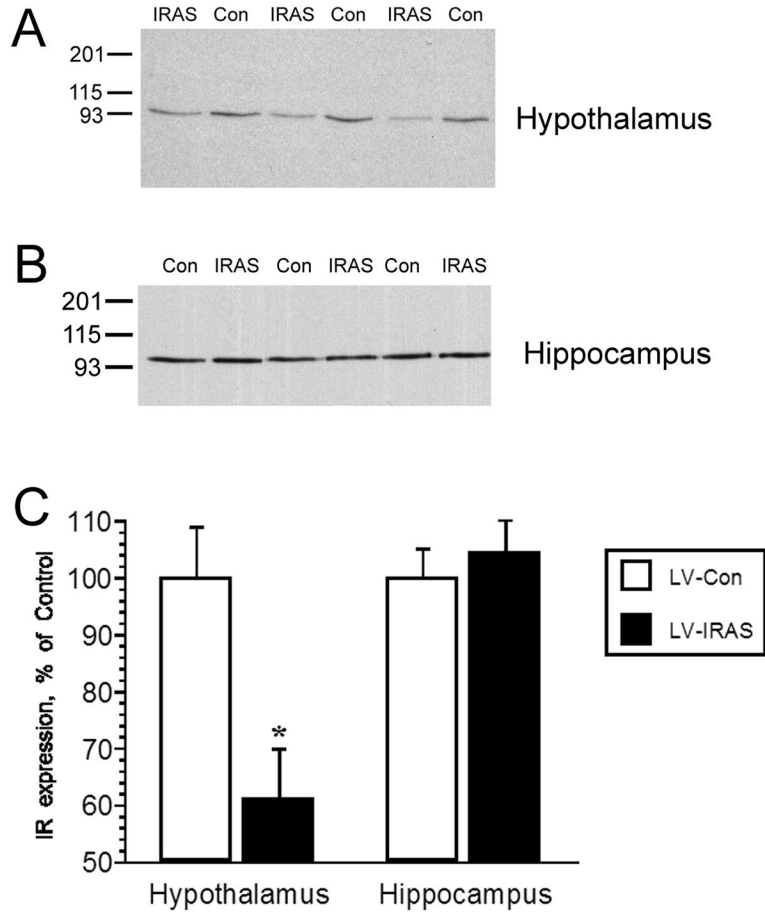 A
IRAS Con IRAS Con IRAS Con
201
115
93
Hypothalamus
B
Con IRAS Con IRAS Con IRAS
201
115
93
Hippocampus
C
IR expression, % of Control
110
100
90
80
70
60
50
*
Hypothalamus Hippocampus
LV-Con
LV-IRAS